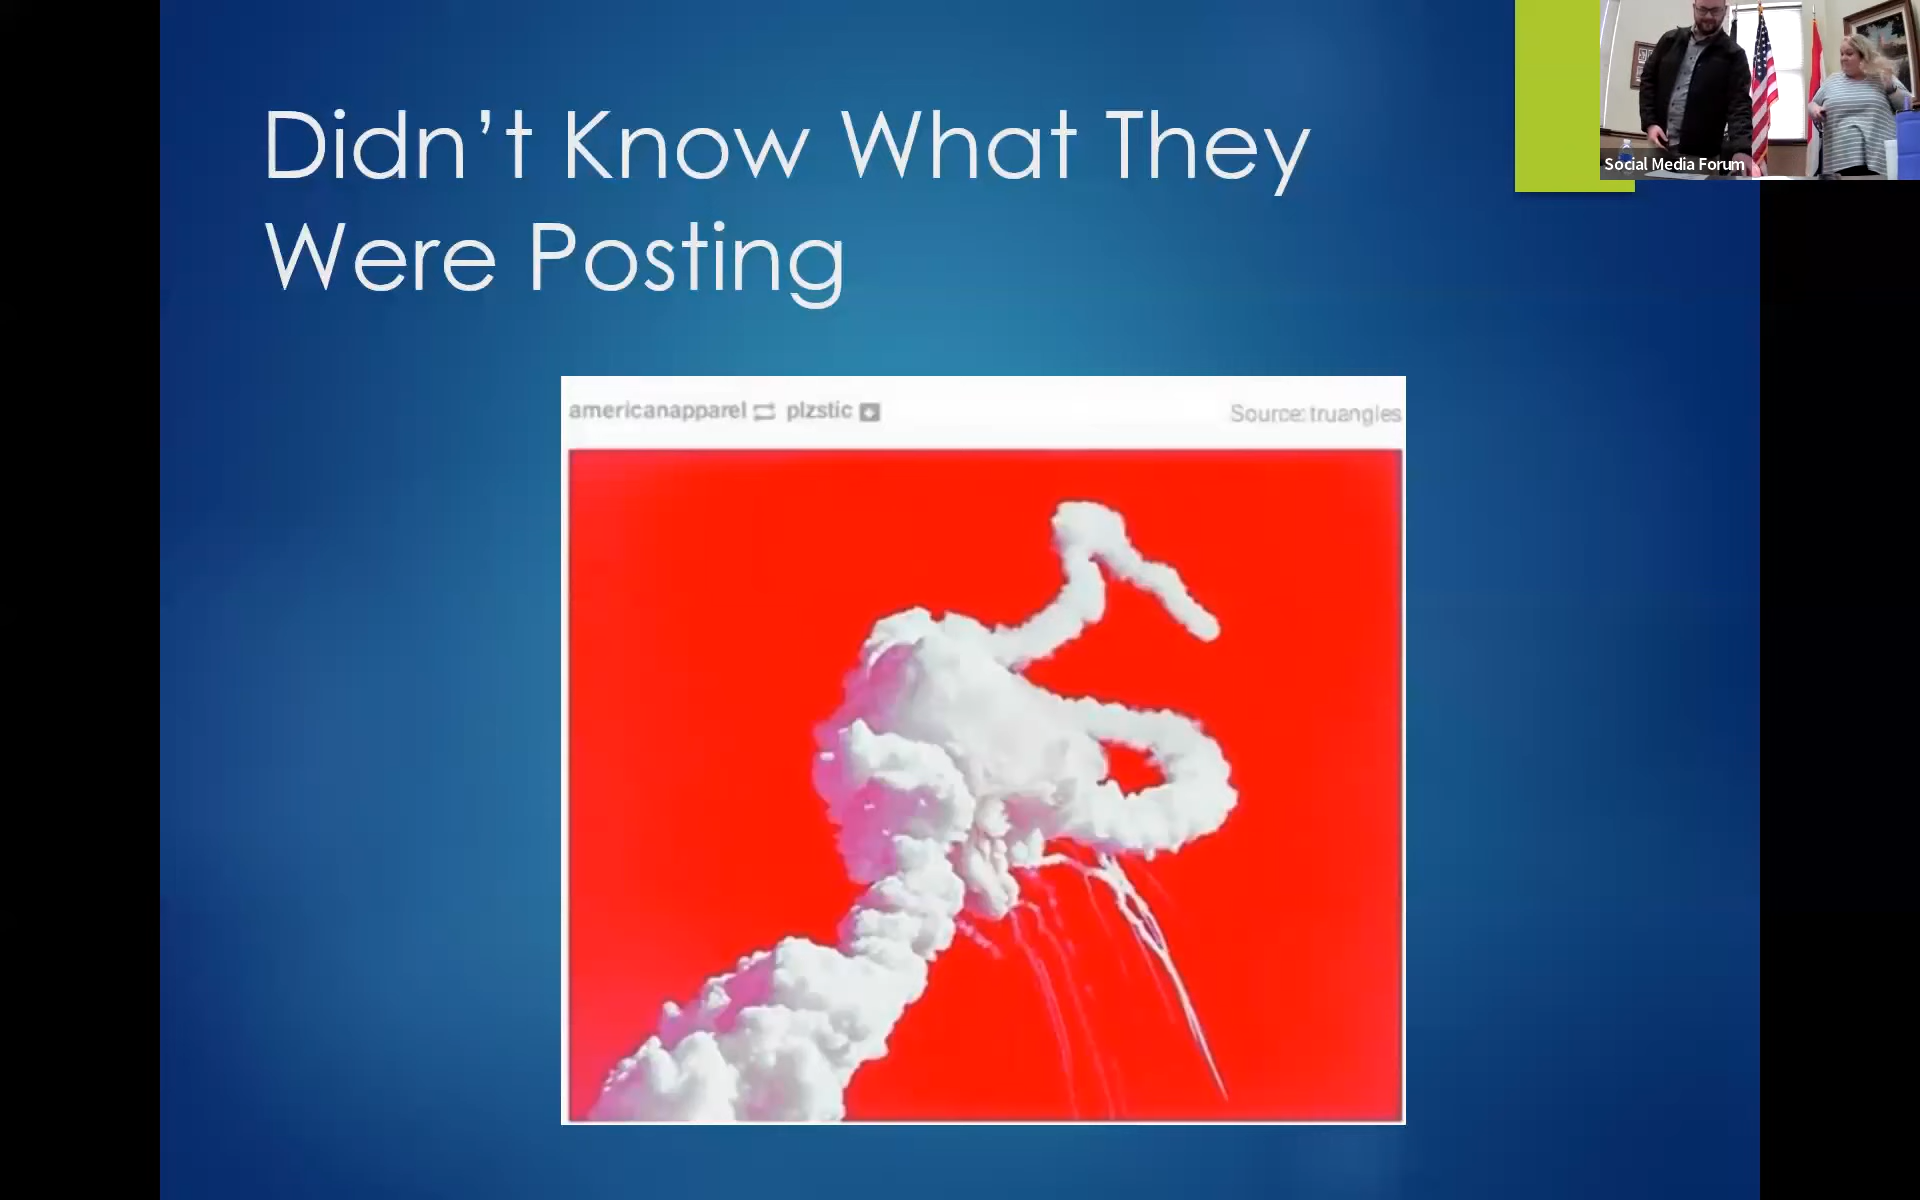 Didn’t Know What They
Were Posting
Social Media Forum
americanapparel plzstic
Source: truangles